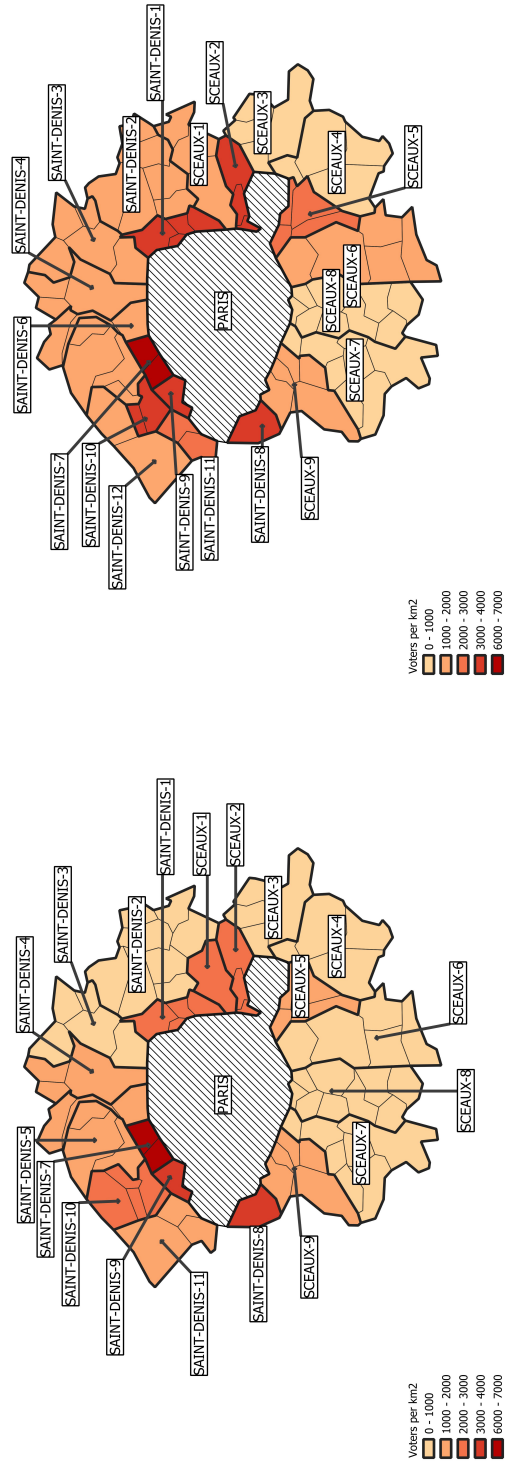 SAINT-DENIS-5
SAINT-DENIS-4
SAINT-DENIS-7
SAINT-DENIS-3
SAINT-DENIS-10
SAINT-DENIS-9
SAINT-DENIS-2
SAINT-DENIS-1
SAINT-DENIS-11
SCEAUX-1
PARIS
SCEAUX-2
SAINT-DENIS-8
SCEAUX-3
SCEAUX-5
SCEAUX-9
SCEAUX-4
SCEAUX-7
SCEAUX-6
SCEAUX-8
Voters per km2
0 - 1000
1000 - 2000
2000 - 3000
3000 - 4000
6000 - 7000
SAINT-DENIS-4
SAINT-DENIS-6
SAINT-DENIS-3
SAINT-DENIS-7
SAINT-DENIS-10
SAINT-DENIS-12
SAINT-DENIS-2
SAINT-DENIS-1
SAINT-DENIS-9
SCEAUX-1
SAINT-DENIS-11
SCEAUX-2
PARIS
SAINT-DENIS-8
SCEAUX-3
SCEAUX-9
SCEAUX-8
SCEAUX-4
SCEAUX-6
SCEAUX-7
SCEAUX-5
Voters per km2
0 - 1000
1000 - 2000
2000 - 3000
3000 - 4000
6000 - 7000